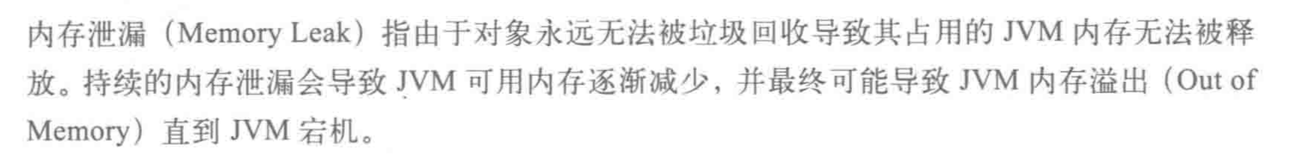 内存泄漏（Memory Leak）指由于对象永远无法被垃圾回收导致其占用的 JVM 内存无法被释
放。持续的内存泄漏会导致 JVM 可用内存逐渐减少，并最终可能导致 JVM 内存溢出（Out of
Memory）直到 JVM 宕机。